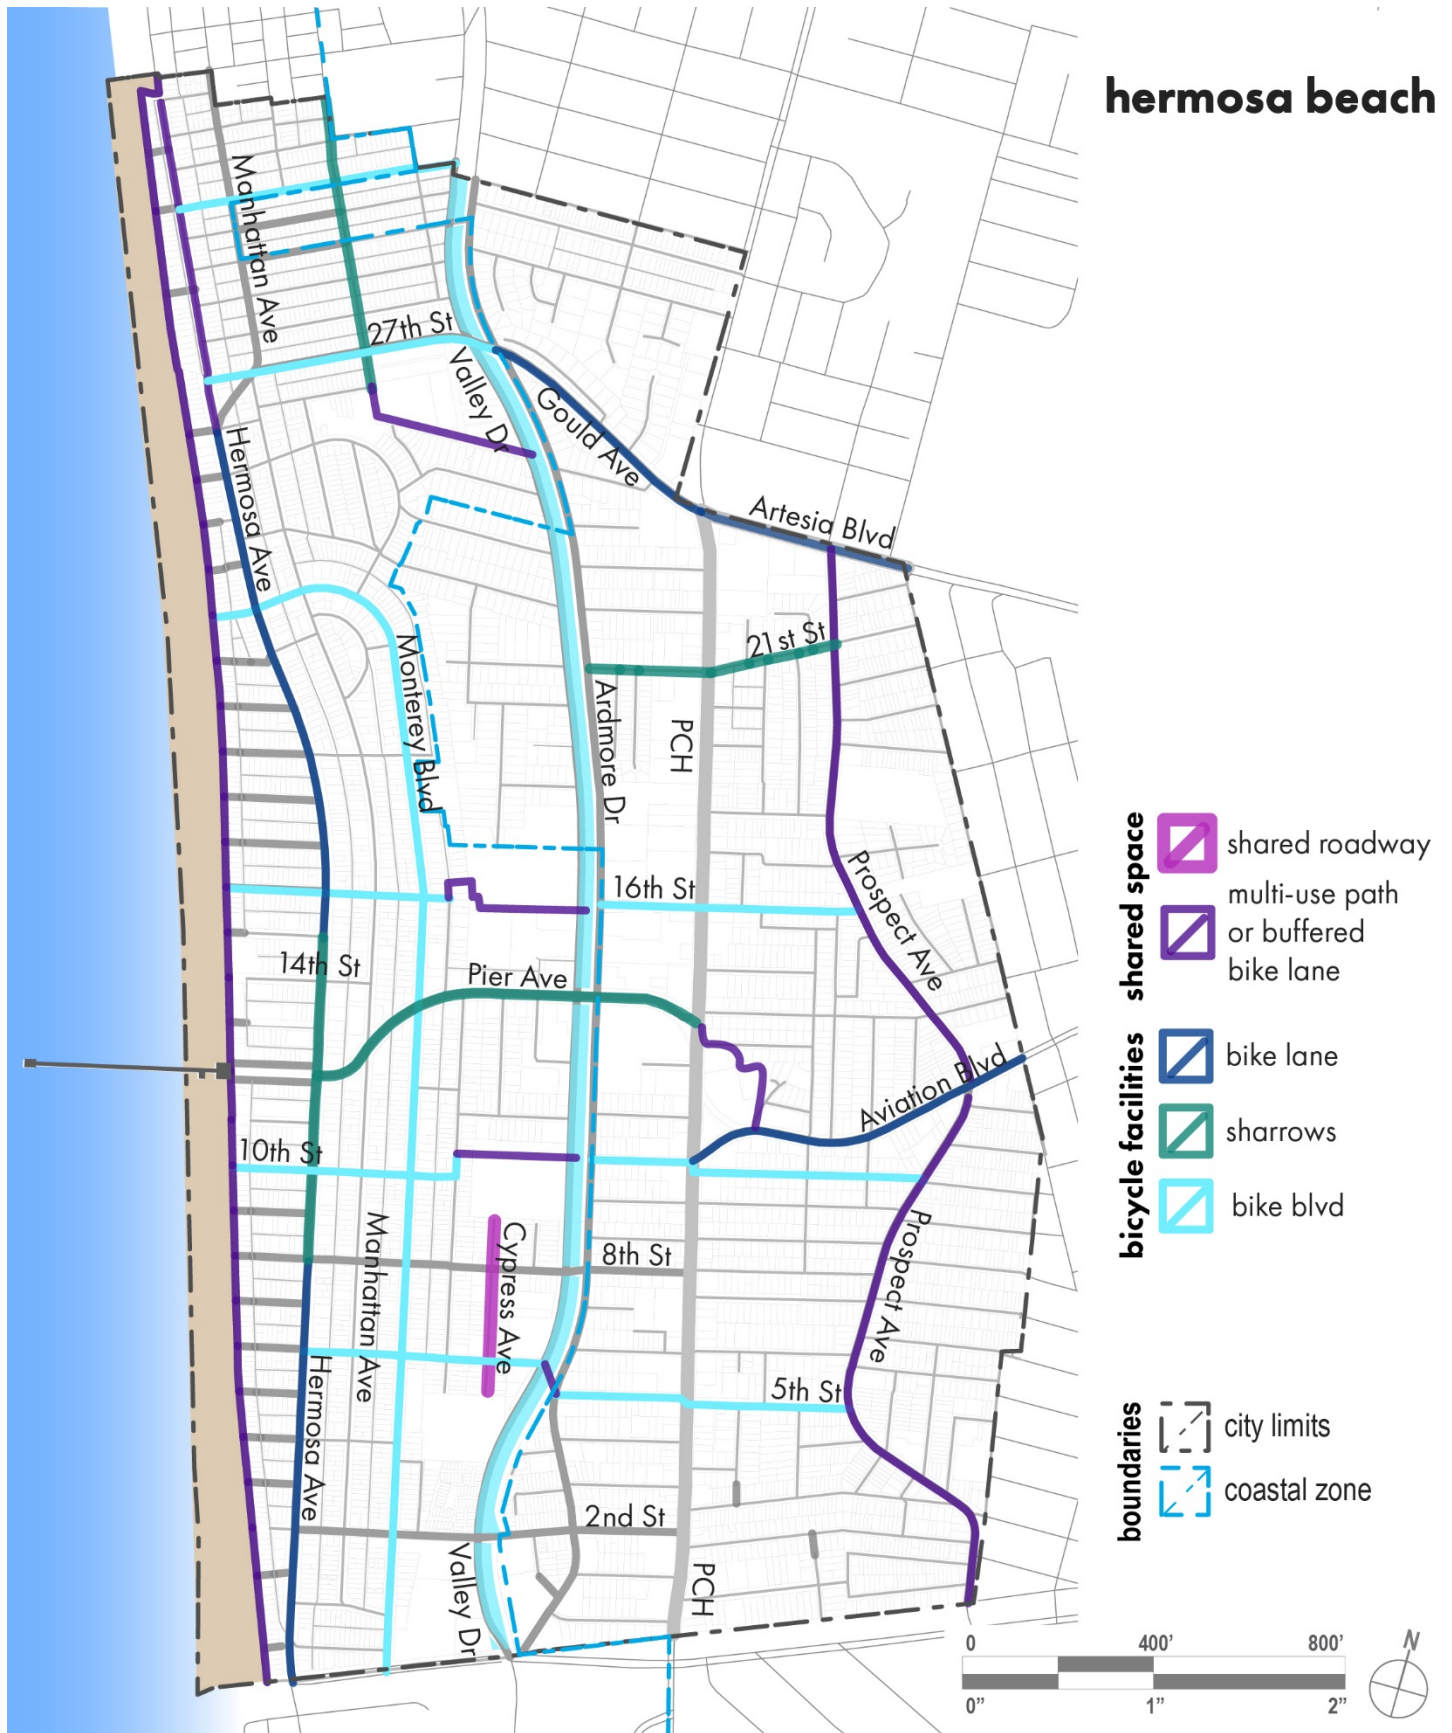 hermosa beach
Manhattan Ave
27th St
Valley Dr
Gould Ave
Hermosa Ave
Artesia Blvd
21st St
Monterey Blvd
Ardmore Dr
PCH
Prospect Ave
16th St
14th St
Pier Ave
Aviation Blvd
10th St
Manhattan Ave
Cypress Ave
8th St
Prospect Ave
Hermosa Ave
5th St
2nd St
Valley Dr
PCH
shared space
shared roadway
multi-use path
or buffered
bike lane
bicycle facilities
bike lane
sharrows
bike blvd
boundaries
city limits
coastal zone
0 400' 800'
0" 1" 2"
N